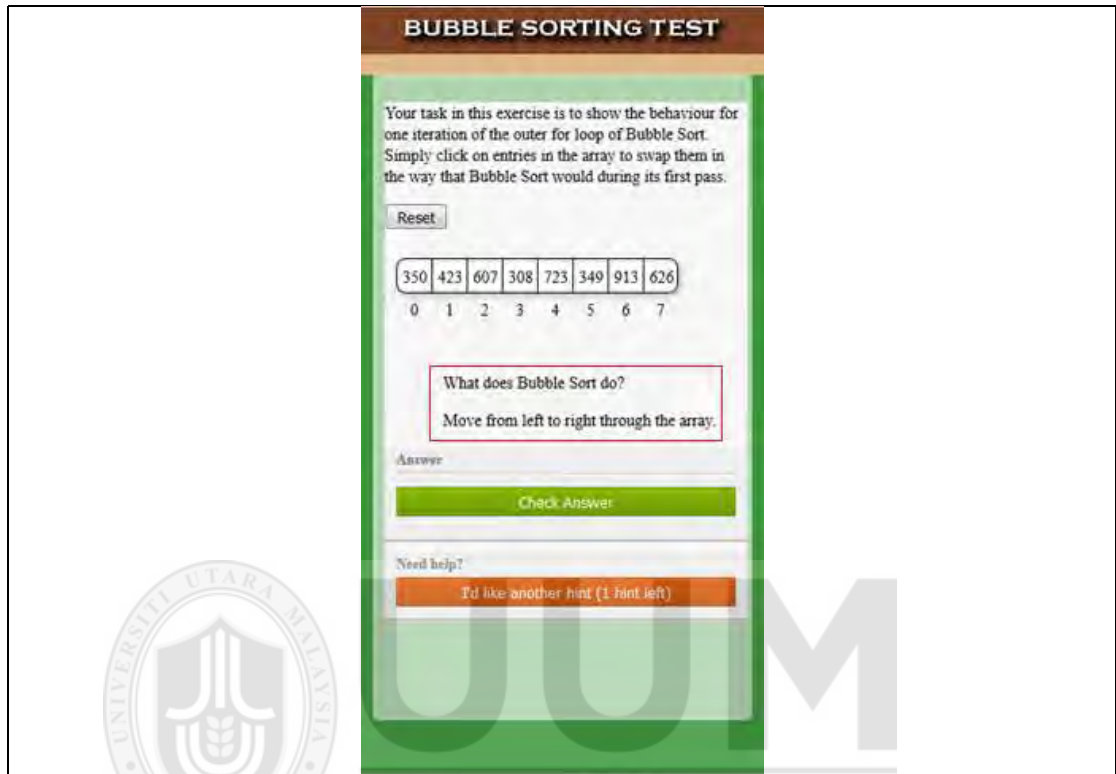 BUBBLE SORTING TEST
Your task in this exercise is to show the behaviour for
one iteration of the outer for loop of Bubble Sort.
Simply click on entries in the array to swap them in
the way that Bubble Sort would during its first pass.
Reset
350 423 607 308 723 349 913 626
0 1 2 3 4 5 6 7
What does Bubble Sort do?
Move from left to right through the array.
Answer
Check Answer
Need help?
I'd like another hint (1 hint left)
UNIVERSITI UTARA MALAYSIA
UUM